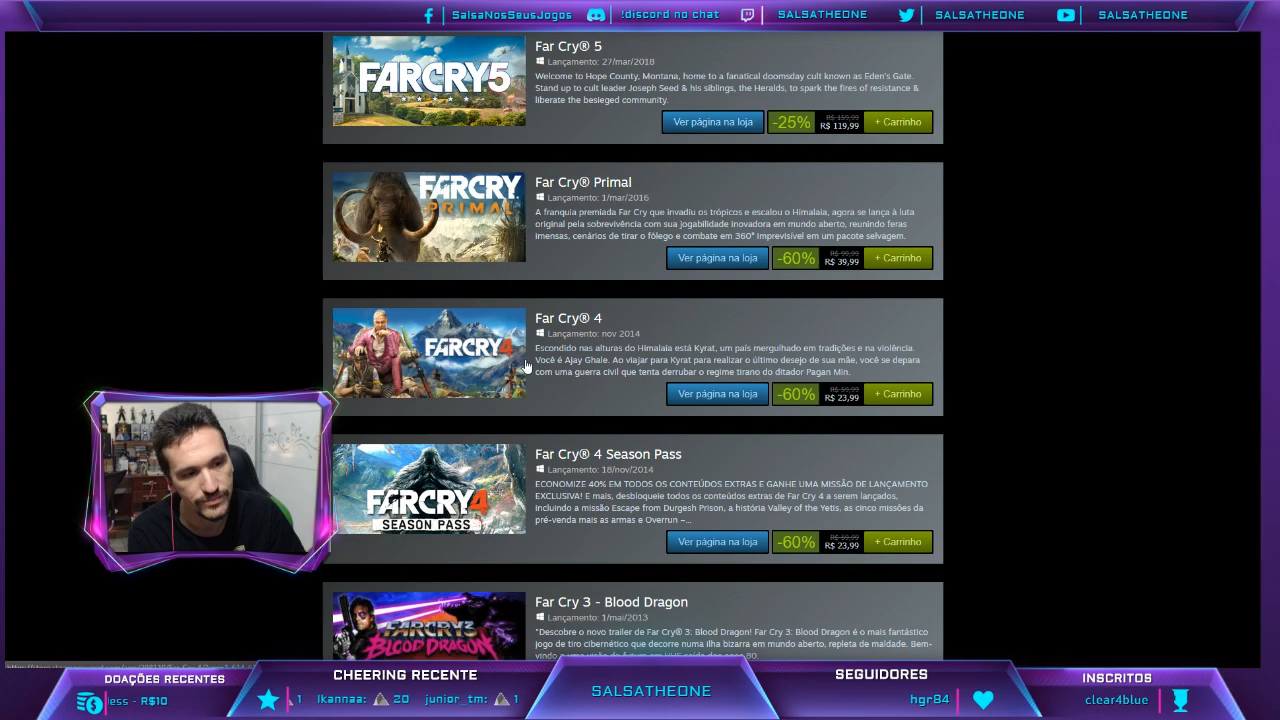 SalsaNosSeusJogos
!discord no chat
SALSATHEONE
SALSATHEONE
SALSATHEONE
FARCRY5
Far Cry® 5
Lançamento: 27/mar/2018
Welcome to Hope County, Montana, home to a fanatical doomsday cult known as Eden's Gate.
Stand up to cult leader Joseph Seed & his siblings, the Heralds, to spark the fires of resistance &
liberate the besieged community.
Ver página na loja
-25%
R$ 159,99
R$ 119,99
+ Carrinho
FARCRY
PRIMAL
Far Cry® Primal
Lançamento: 1/mar/2016
A franquia premiada Far Cry que invadiu os trópicos e escalou o Himalaia, agora se lança à luta
original pela sobrevivência com sua jogabilidade inovadora em mundo aberto, reunindo feras
imensas, cenários de tirar o fôlego e combate em 360° imprevisível em um pacote selvagem.
Ver página na loja
-60%
R$ 99,99
R$ 39,99
+ Carrinho
FARCRY4
Far Cry® 4
Lançamento: nov 2014
Escondido nas alturas do Himalaia está Kyrat, um país mergulhado em tradições e na violência.
Você é Ajay Ghale. Ao viajar para Kyrat para realizar o último desejo de sua mãe, você se depara
com uma guerra civil que tenta derrubar o regime tirano do ditador Pagan Min.
Ver página na loja
-60%
R$ 59,99
R$ 23,99
+ Carrinho
FARCRY4
SEASON PASS
Far Cry® 4 Season Pass
Lançamento: 18/nov/2014
ECONOMIZE 40% EM TODOS OS CONTEÚDOS EXTRAS E GANHE UMA MISSÃO DE LANÇAMENTO
EXCLUSIVA! E mais, desbloquele todos os conteúdos extras de Far Cry 4 a serem lançados,
incluindo a missão Escape from Durgesh Prison, a história Valley of the Yetis, as cinco missões da
pré-venda mais as armas e Overrun –...
Ver página na loja
-60%
R$ 59,99
R$ 23,99
+ Carrinho
FARCRY3
BLOOD DRAGON
Far Cry 3 - Blood Dragon
Lançamento: 1/mai/2013
"Descobre o novo trailer de Far Cry® 3: Blood Dragon! Far Cry 3: Blood Dragon é o mais fantástico
jogo de tiro cibernético que decorre numa ilha bizarra em mundo aberto, repleta de maldade. Bem-
DOAÇÕES RECENTES
ess - R$10
CHEERING RECENTE
1 lkannaa: 20 junior_tm: 1
SALSATHEONE
SEGUIDORES
hgr84
INSCRITOS
clear4blue